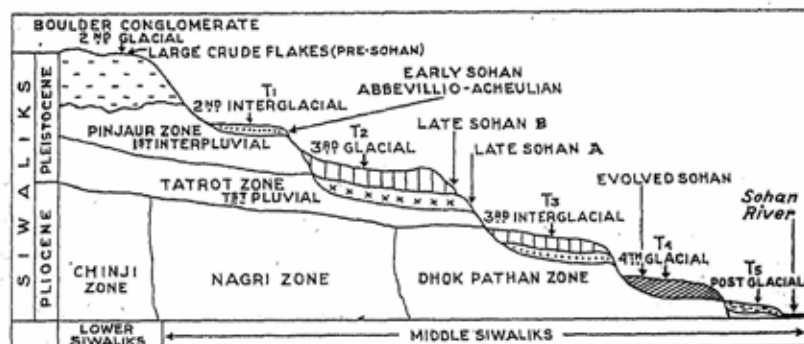 BOULDER CONGLOMERATE
2ND GLACIAL
LARGE CRUDE FLAKES (PRE-SOHAN)
EARLY SOHAN
ABBEVILLIO-ACHEULIAN
T1
2ND INTERGLACIAL
PINJAUR ZONE
1ST INTERPLUVIAL
T2
3RD GLACIAL
LATE SOHAN B
LATE SOHAN A
TATROT ZONE
1ST PLUVIAL
EVOLVED SOHAN
Sohan
River
T3
3RD INTERGLACIAL
T4
4TH GLACIAL
T5
POST GLACIAL
SIWALIKS
PLEISTOCENE
PLIOCENE
CHINJI
ZONE
NAGRI ZONE
DHOK PATHAN ZONE
LOWER
SIWALIKS
MIDDLE SIWALIKS